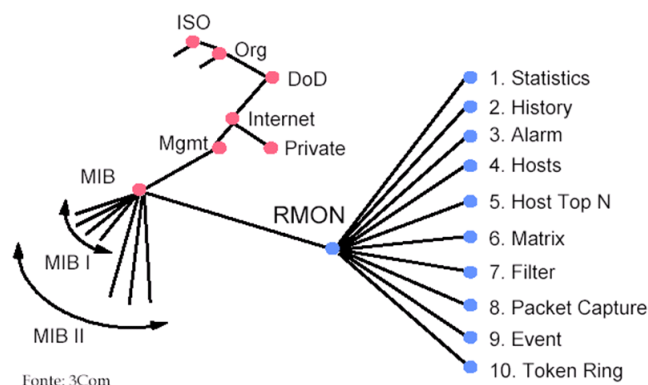 ISO
Org
DoD
Internet
Mgmt
Private
MIB
MIB I
MIB II
RMON
1. Statistics
2. History
3. Alarm
4. Hosts
5. Host Top N
6. Matrix
7. Filter
8. Packet Capture
9. Event
10. Token Ring
Fonte: 3Com